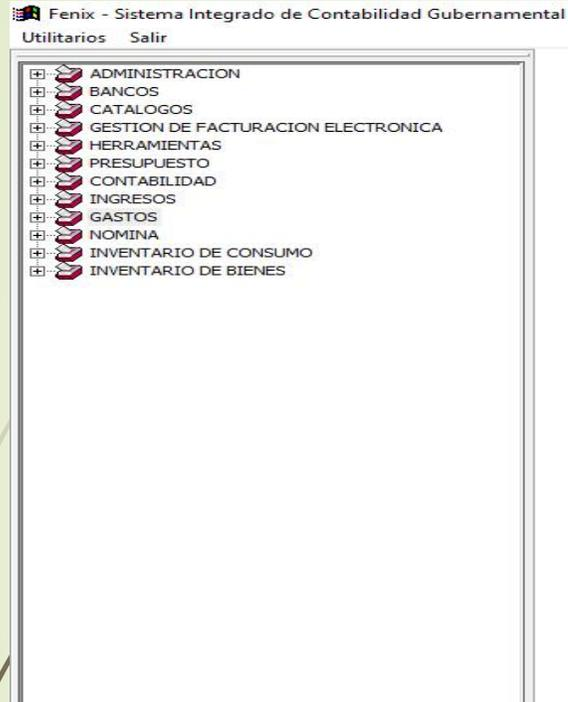 Fenix - Sistema Integrado de Contabilidad Gubernamental
Utilitarios Salir
ADMINISTRACION
BANCOS
CATALOGOS
GESTION DE FACTURACION ELECTRONICA
HERRAMIENTAS
PRESUPUESTO
CONTABILIDAD
INGRESOS
GASTOS
NOMINA
INVENTARIO DE CONSUMO
INVENTARIO DE BIENES